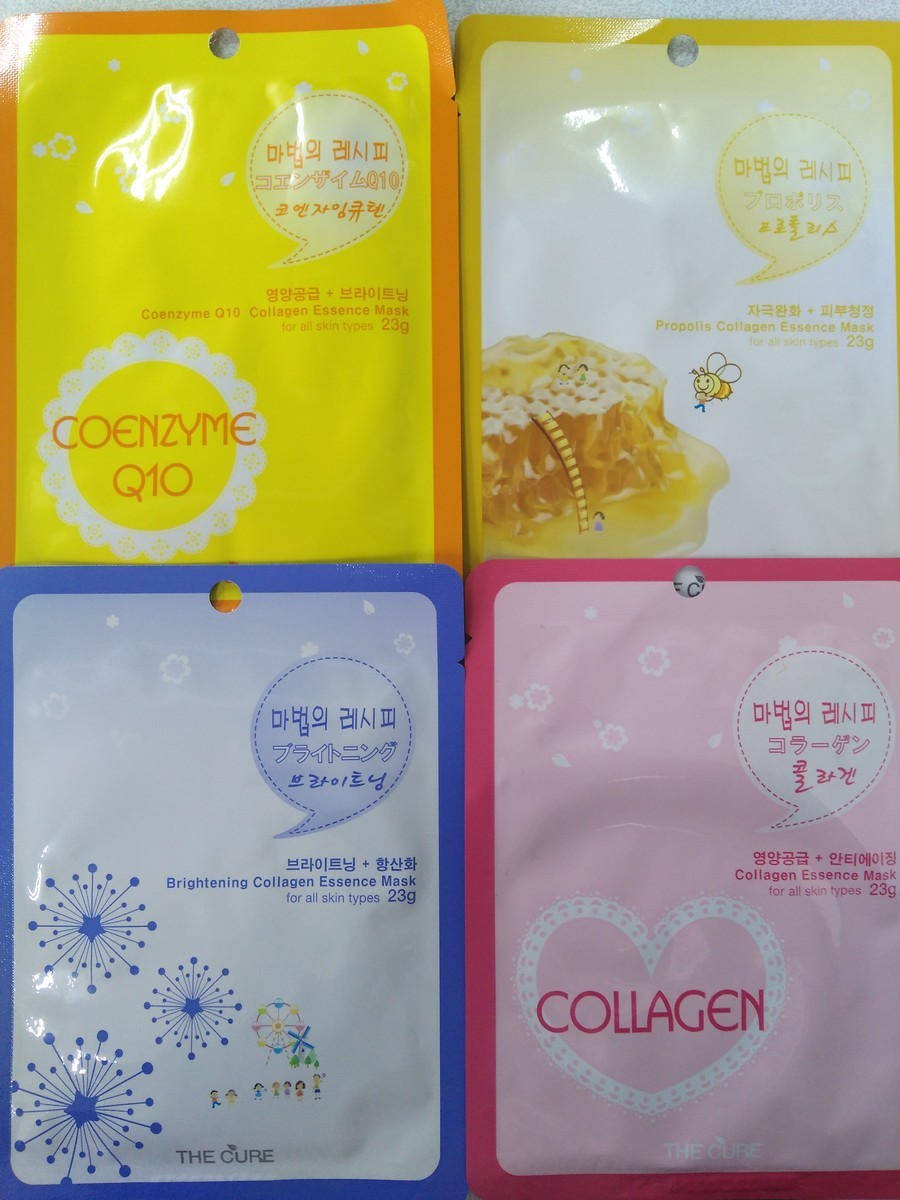 마법의 레시피
コエンザイムQ10
코엔자임큐텐
영양공급 + 브라이트닝
Coenzyme Q10 Collagen Essence Mask
for all skin types 23g
COENZYME
Q10
마법의 레시피
プロポリス
프로폴리스
자극완화 + 피부청정
Propolis Collagen Essence Mask
for all skin types 23g
마법의 레시피
ブライトニング
브라이트닝
브라이트닝 + 항산화
Brightening Collagen Essence Mask
for all skin types 23g
THE CURE
마법의 레시피
コラーゲン
콜라겐
영양공급 + 안티에이징
Collagen Essence Mask
for all skin types 23g
COLLAGEN
THE CURE